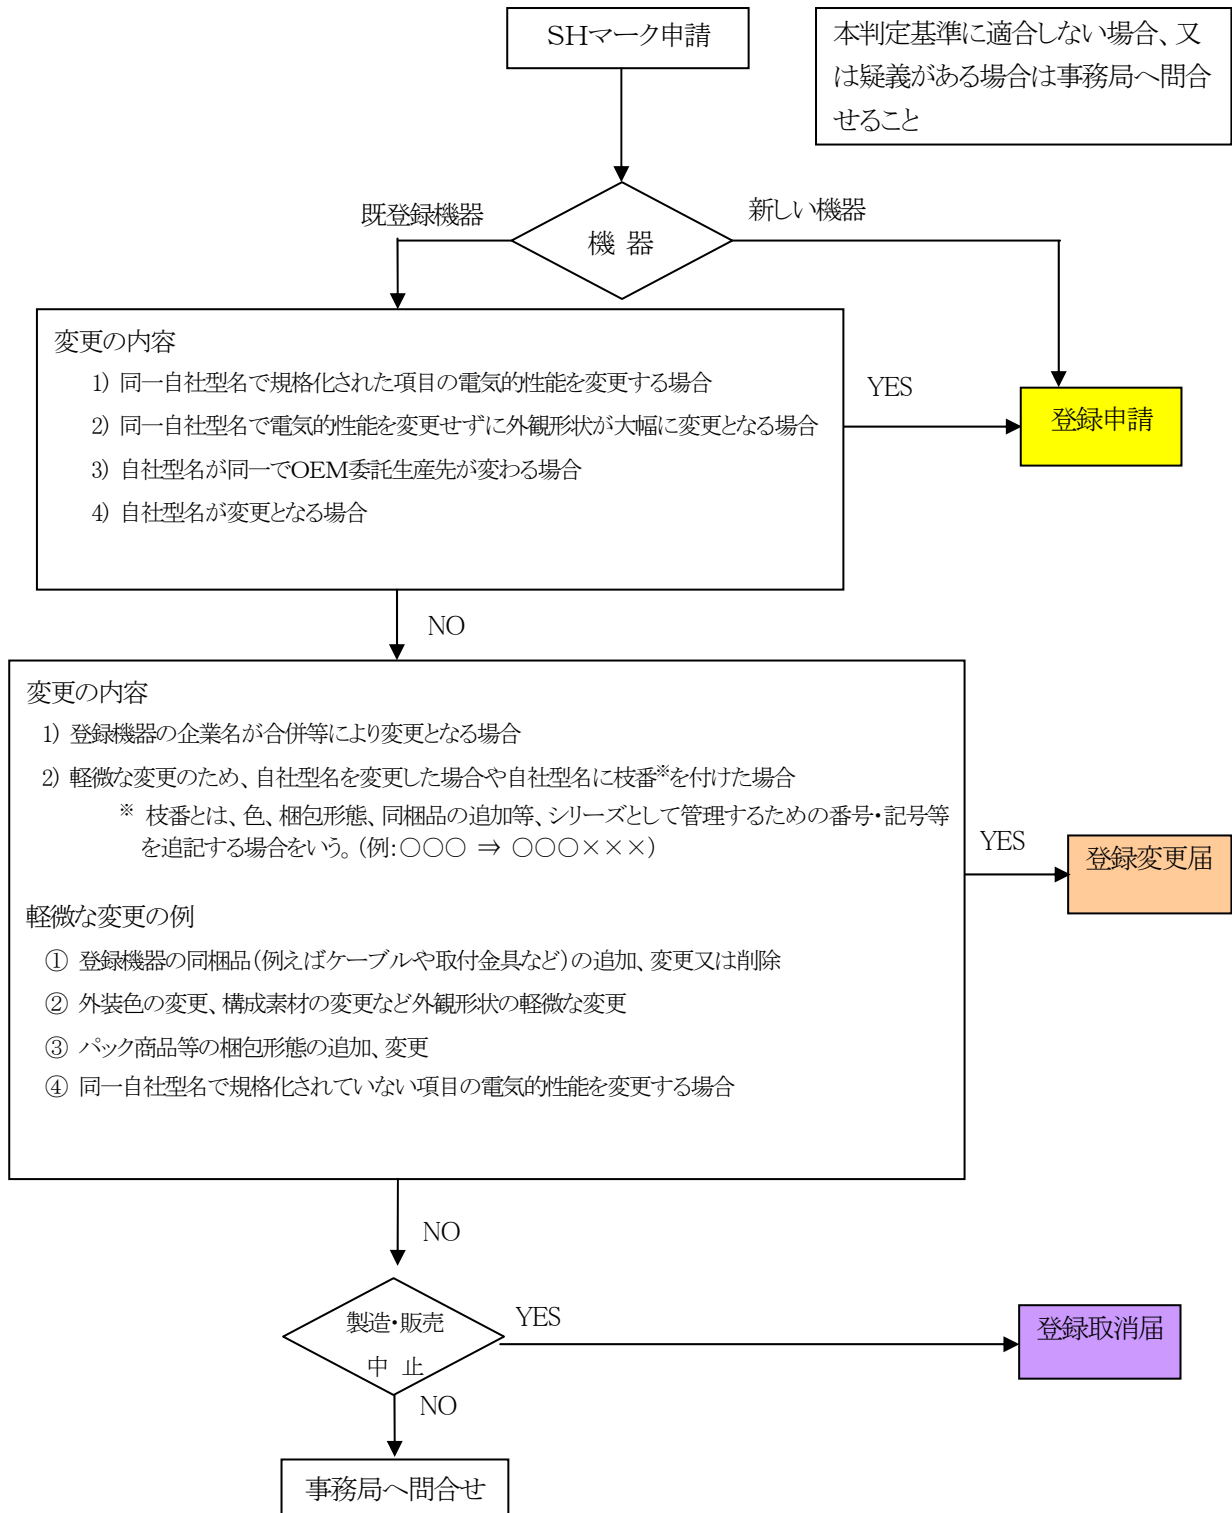 SHマーク申請
本判定基準に適合しない場合、又
は疑義がある場合は事務局へ問合
せること
既登録機器
新しい機器
機 器
変更の内容
1) 同一自社型名で規格化された項目の電気的性能を変更する場合
2) 同一自社型名で電気的性能を変更せずに外観形状が大幅に変更となる場合
3) 自社型名が同一でOEM委託生産先が変わる場合
4) 自社型名が変更となる場合
YES
登録申請
NO
変更の内容
1) 登録機器の企業名が合併等により変更となる場合
2) 軽微な変更のため、自社型名を変更した場合や自社型名に枝番※を付けた場合
※ 枝番とは、色、梱包形態、同梱品の追加等、シリーズとして管理するための番号・記号等
を追記する場合をいう。(例:○○○ ⇒ ○○○×××)
軽微な変更の例
① 登録機器の同梱品(例えばケーブルや取付金具など)の追加、変更又は削除
② 外装色の変更、構成素材の変更など外観形状の軽微な変更
③ パック商品等の梱包形態の追加、変更
④ 同一自社型名で規格化されていない項目の電気的性能を変更する場合
YES
登録変更届
NO
製造・販売
中 止
YES
登録取消届
NO
事務局へ問合せ